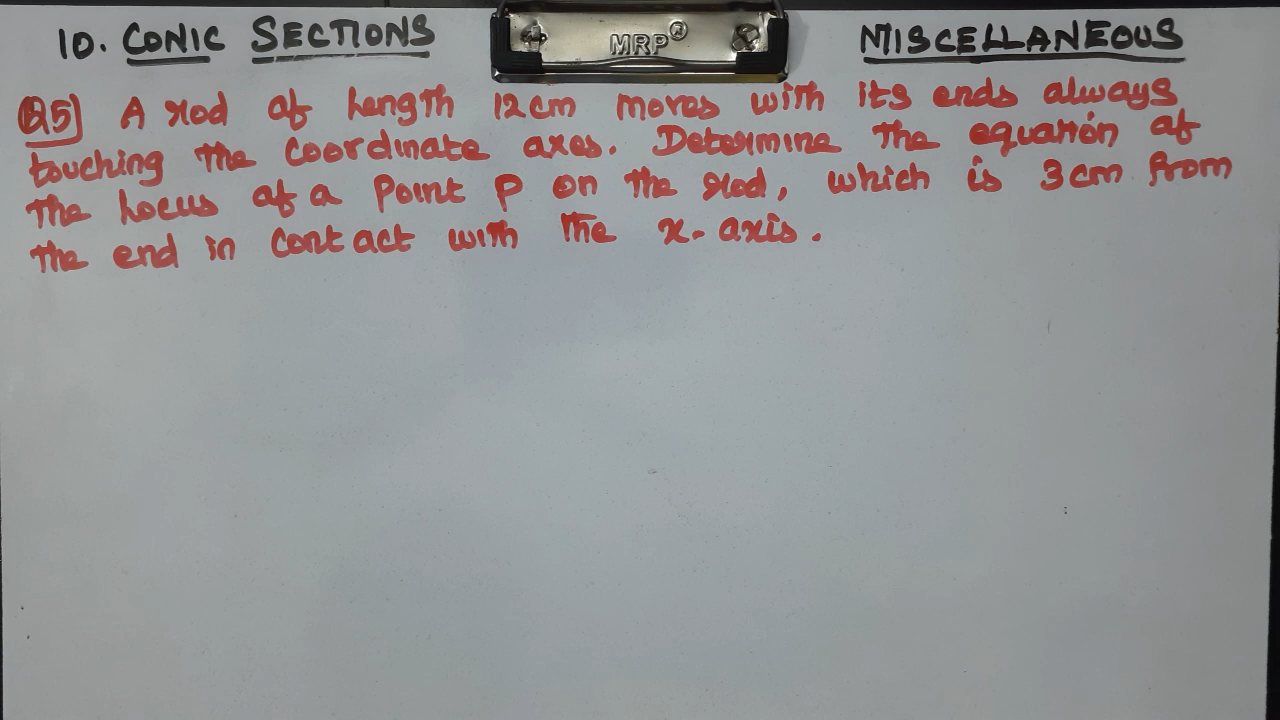 10. CONIC SECTIONS
MRP®
MISCELLANEOUS
Q5] A rod of length 12cm moves with its ends always
touching the coordinate axes. Determine the equation of
the locus of a point P on the rod, which is 3cm from
the end in contact with the x-axis.